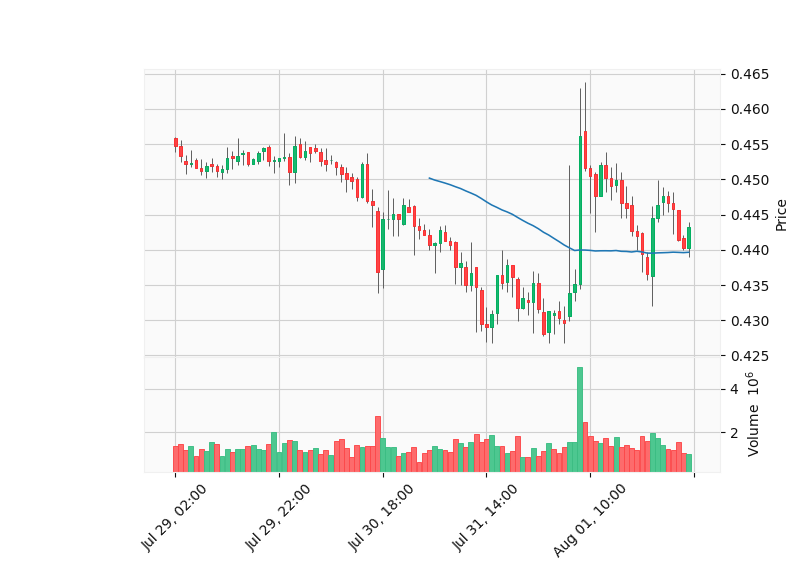 0.465
0.460
0.455
0.450
0.445
0.440
0.435
0.430
0.425
Price
4
2
Volume 10^6
Jul 29, 02:00
Jul 29, 22:00
Jul 30, 18:00
Jul 31, 14:00
Aug 01, 10:00